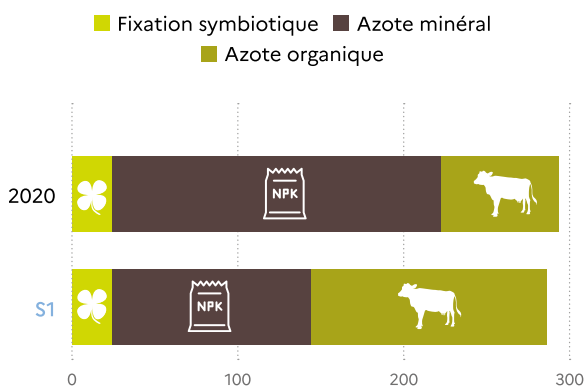 Fixation symbiotique Azote minéral
Azote organique
2020
NPK
S1
NPK
0 100 200 300